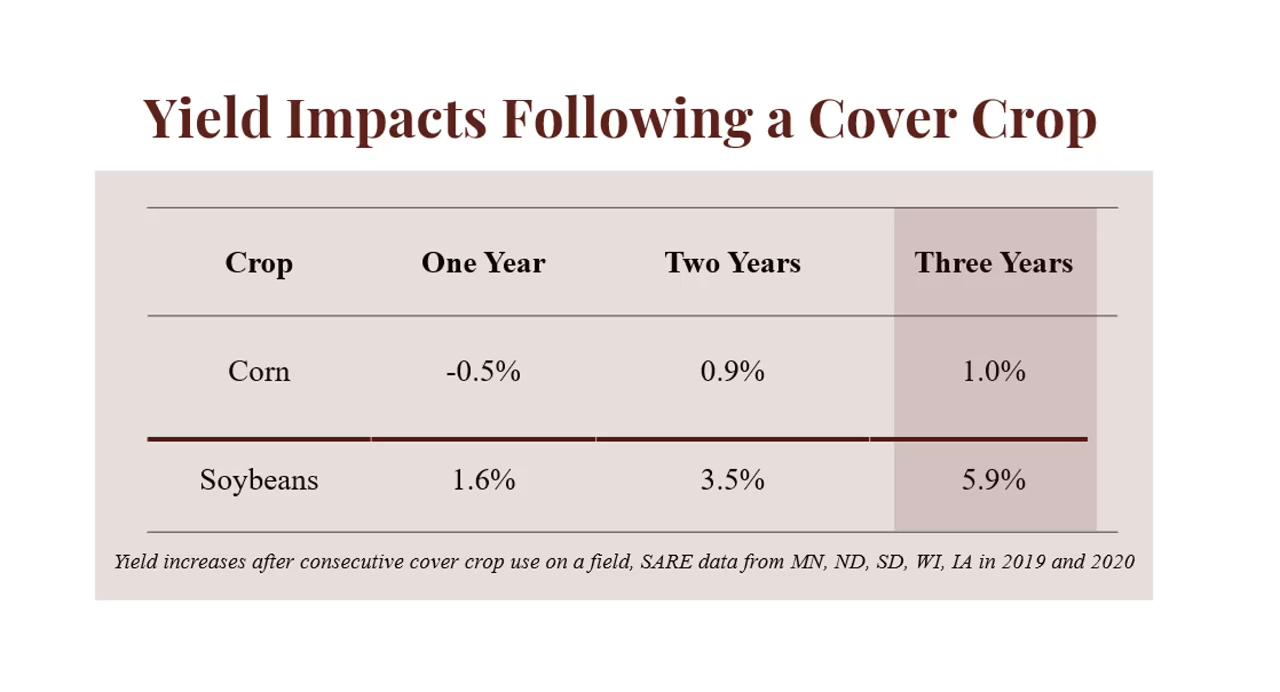 Yield Impacts Following a Cover Crop
Crop One Year Two Years Three Years
Corn -0.5% 0.9% 1.0%
Soybeans 1.6% 3.5% 5.9%
Yield increases after consecutive cover crop use on a field, SARE data from MN, ND, SD, WI, IA in 2019 and 2020